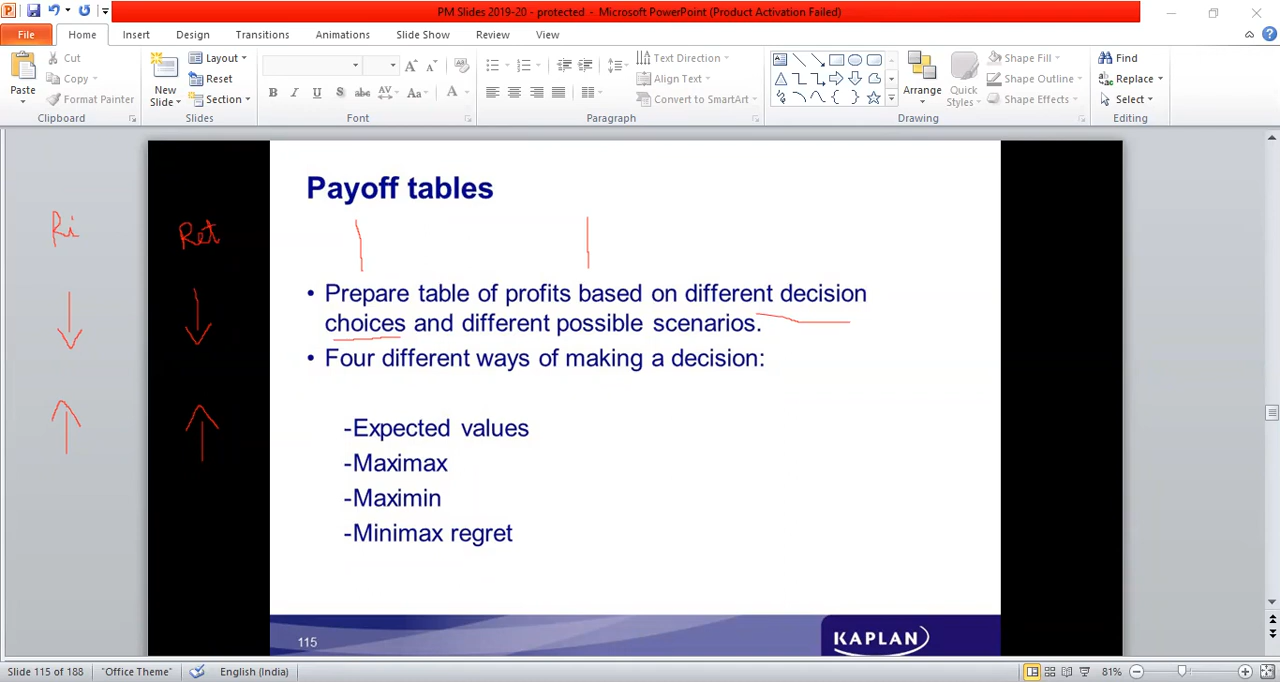 PM Slides 2019-20 - protected - Microsoft PowerPoint (Product Activation Failed)
File Home Insert Design Transitions Animations Slide Show Review View
Paste
Cut
Copy
Format Painter
Clipboard
New Slide
Layout
Reset
Section
Slides
B I U S abc AV Aa A
Font
Text Direction
Align Text
Convert to SmartArt
Paragraph
Arrange
Quick Styles
Shape Fill
Shape Outline
Shape Effects
Drawing
Find
Replace
Select
Editing
Payoff tables
Ri
Ret
• Prepare table of profits based on different decision
choices and different possible scenarios.
• Four different ways of making a decision:
-Expected values
-Maximax
-Maximin
-Minimax regret
115
KAPLAN
Slide 115 of 188 "Office Theme" English (India) 81%